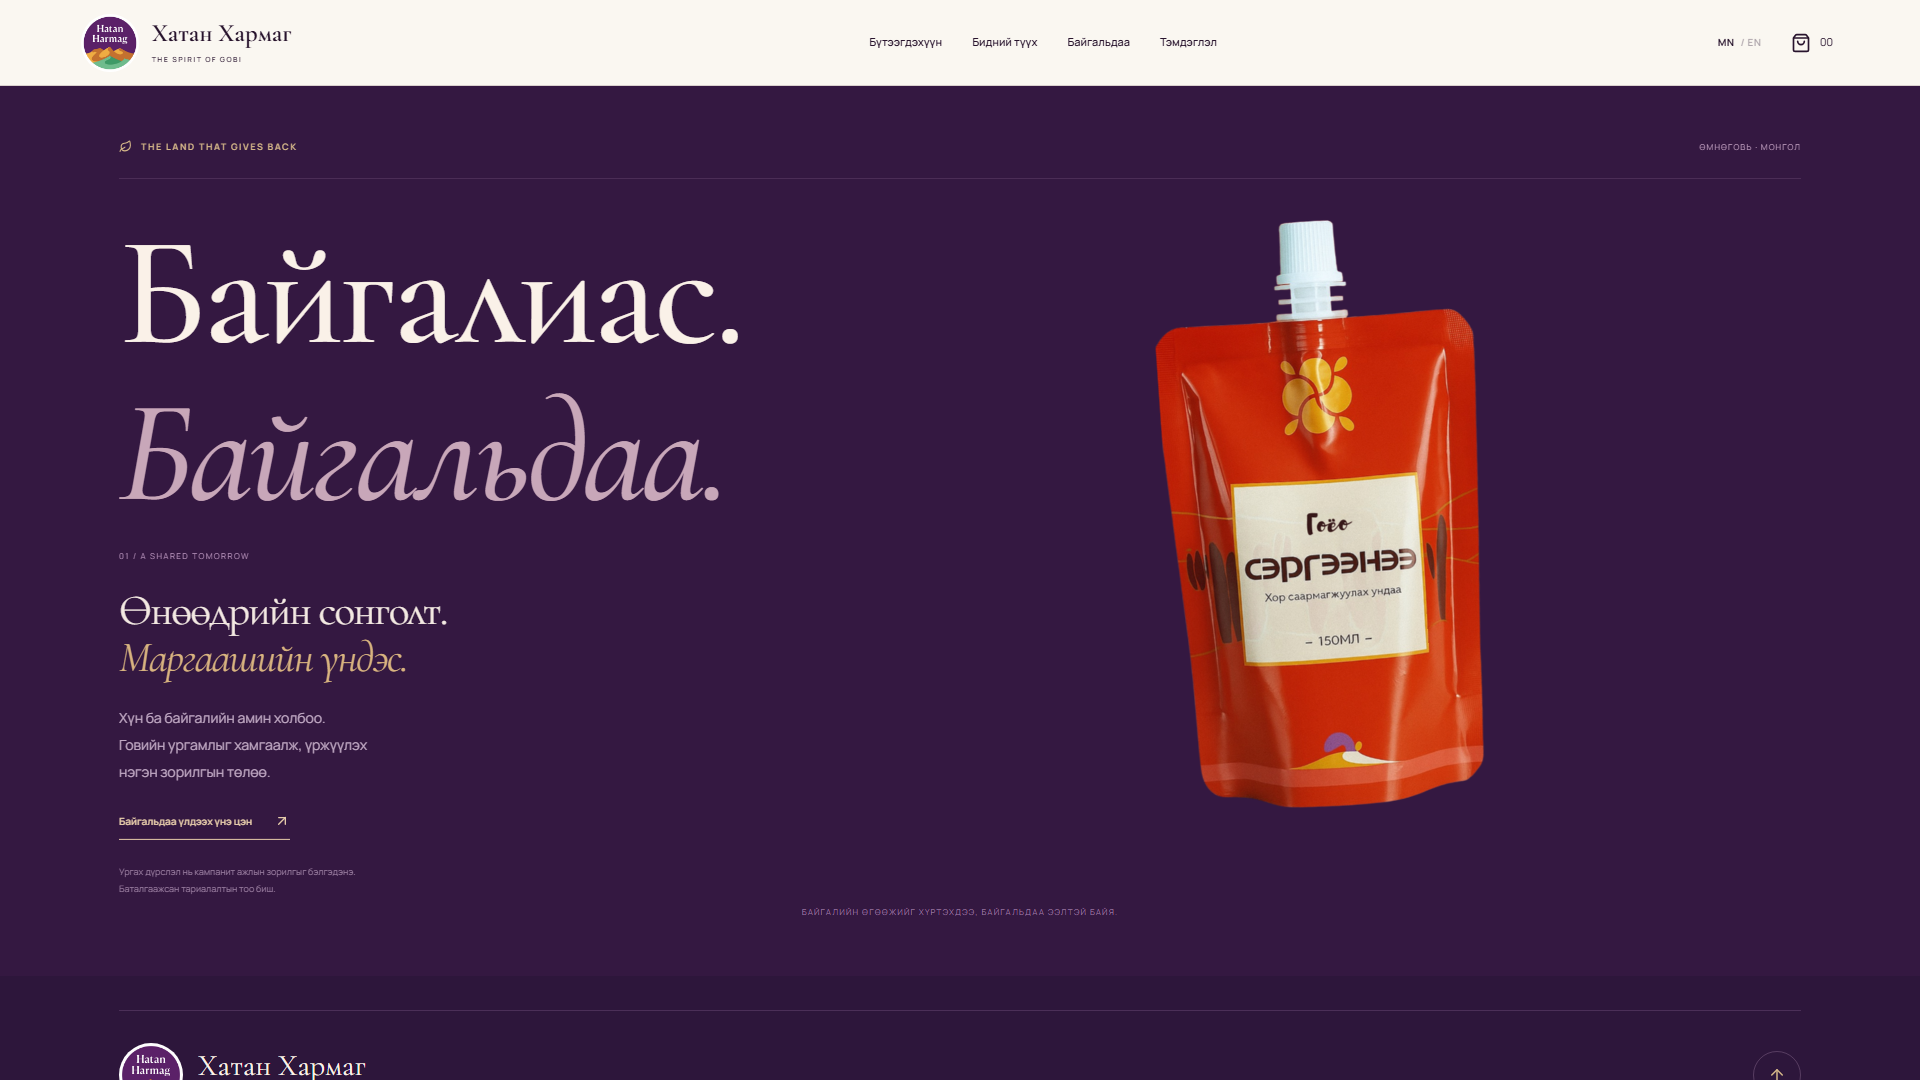 Hatan
Harmag
Хатан Хармаг
THE SPIRIT OF GOBI
Бүтээгдэхүүн
Бидний түүх
Байгальдаа
Тэмдэглэл
MN / EN
00
THE LAND THAT GIVES BACK
ӨМНӨГОВЬ · МОНГОЛ
Байгалиас.
Байгальдаа.
01 / A SHARED TOMORROW
Өнөөдрийн сонголт.
Маргаашийн үндэс.
Хүн ба байгалийн амин холбоо.
Говийн ургамлыг хамгаалж, үржүүлэх
нэгэн зорилгын төлөө.
Байгальдаа үлдээх үнэ цэн
Ургах дүрслэл нь кампанит ажлын зорилгыг бэлгэдэнэ.
Баталгаажсан тариалалтын тоо биш.
Гоёо
сэргээнээ
Хор саармагжуулах ундаа
– 150МЛ –
БАЙГАЛИЙН ӨГӨӨЖИЙГ ХҮРТЭХДЭЭ, БАЙГАЛЬДАА ЭЭЛТЭЙ БАЙЯ.
Hatan
Harmag
Хатан Хармаг